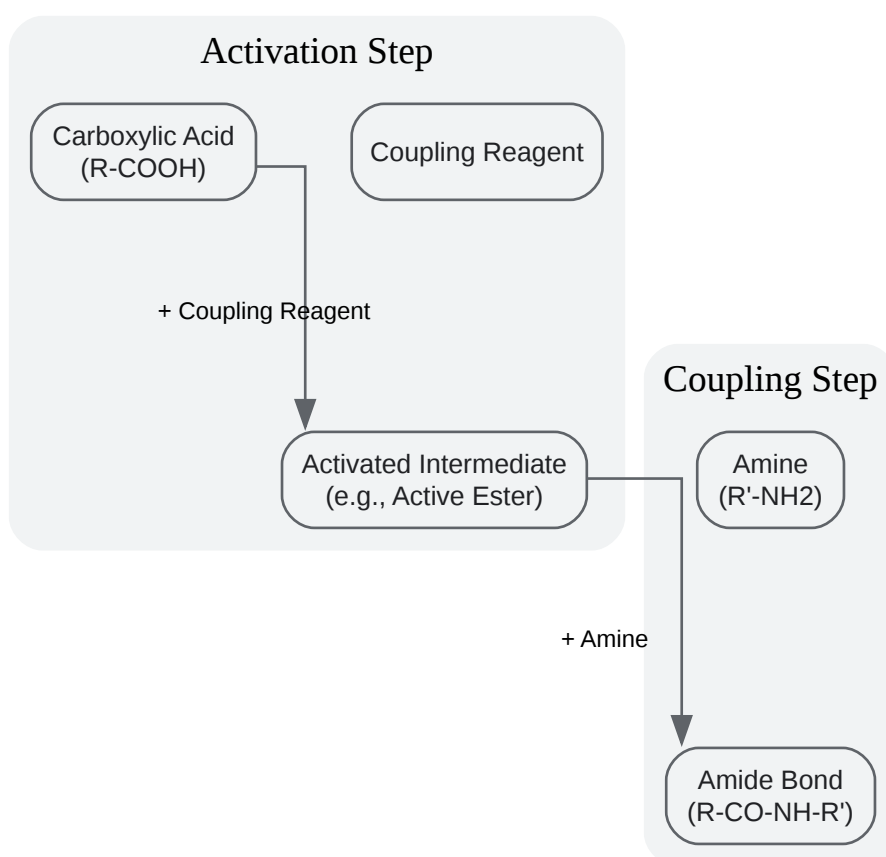 Activation Step
Carboxylic Acid
(R-COOH)
Coupling Reagent
+ Coupling Reagent
Activated Intermediate
(e.g., Active Ester)
Coupling Step
Amine
(R'-NH2)
+ Amine
Amide Bond
(R-CO-NH-R')